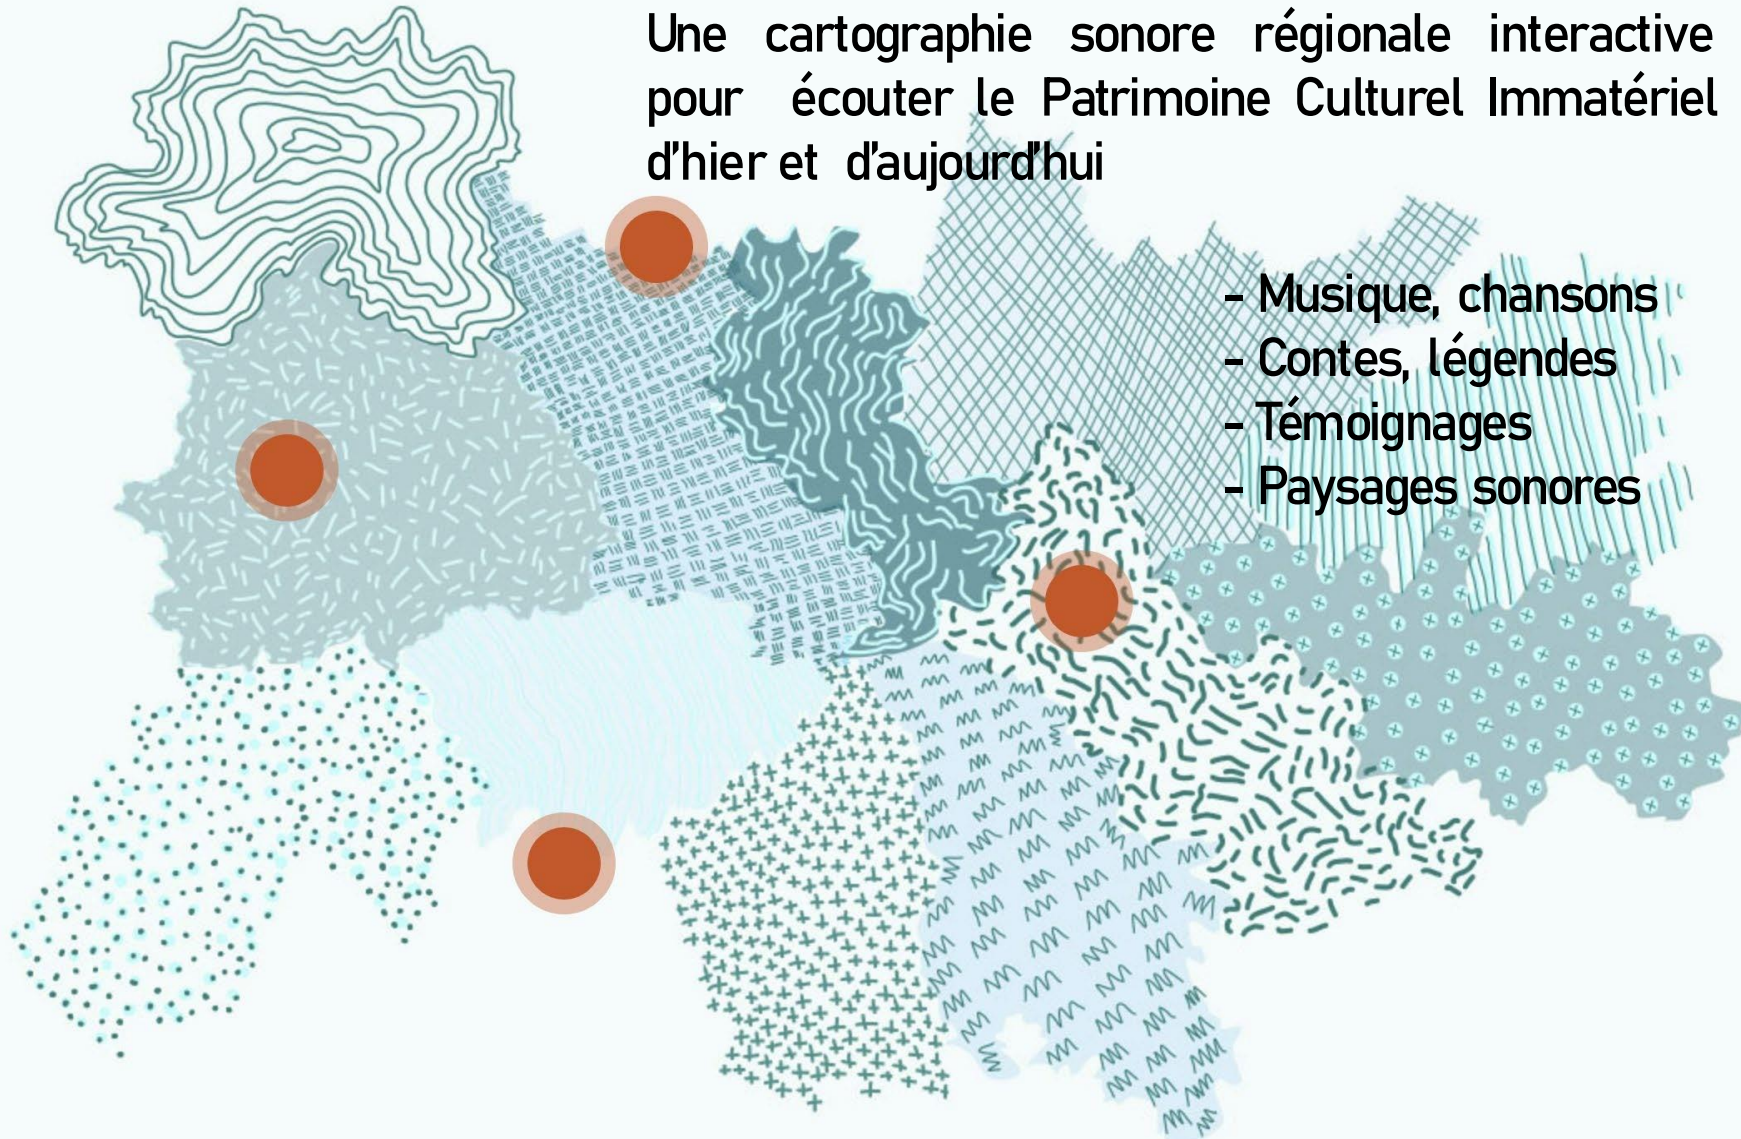 Une cartographie sonore régionale interactive
pour écouter le Patrimoine Culturel Immatériel
d'hier et d'aujourd'hui
- Musique, chansons
- Contes, légendes
- Témoignages
- Paysages sonores